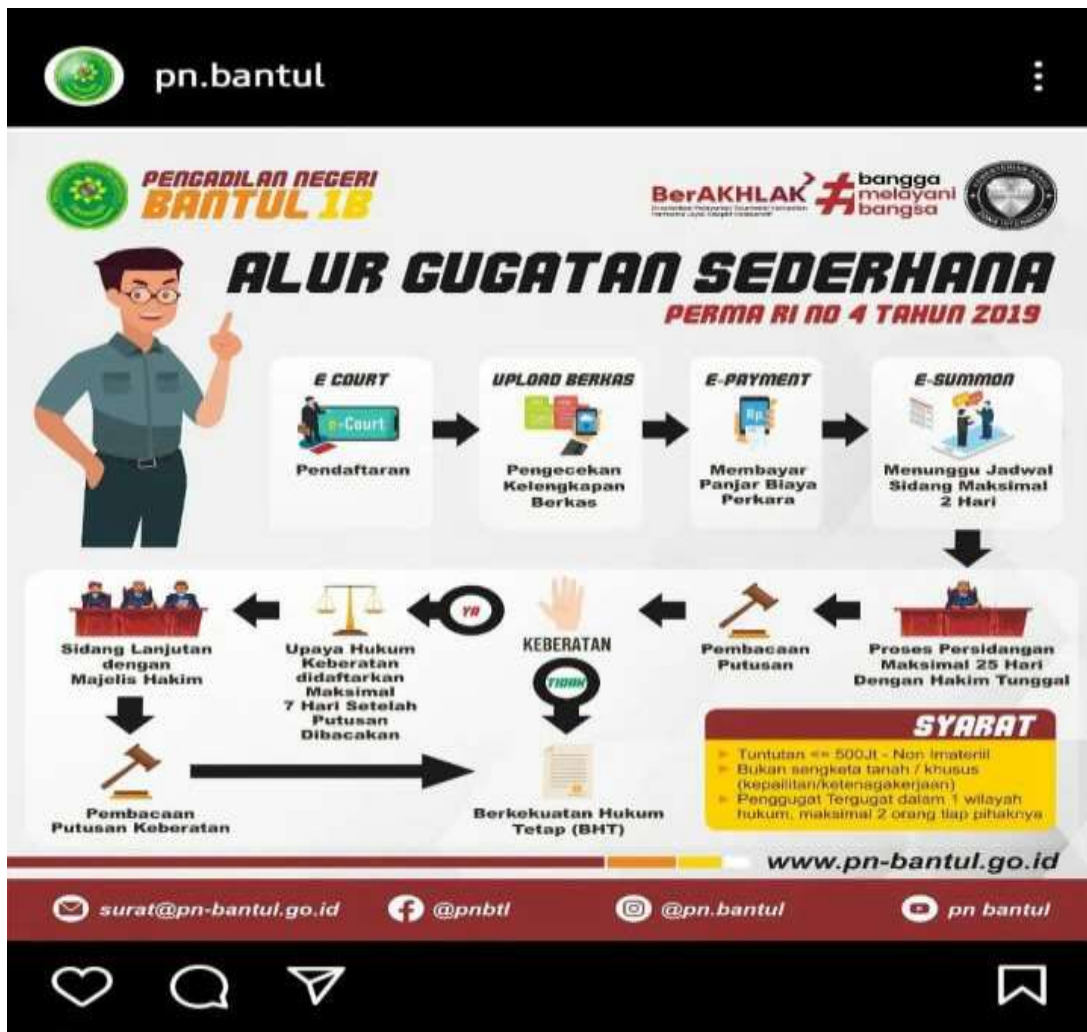 pn.bantul
PENGADILAN NEGERI
BANTUL 1B
BerAKHLAK
bangga
melayani
bangsa
ALUR GUGATAN SEDERHANA
PERMA RI NO 4 TAHUN 2019
E COURT
e-Court
Pendaftaran
UPLOAD BERKAS
Pengecekan
Kelengkapan
Berkas
E-PAYMENT
Rp
Membayar
Panjar Biaya
Perkara
E-SUMMON
Menunggu Jadwal
Sidang Maksimal
2 Hari
Sidang Lanjutan
dengan
Majelis Hakim
Upaya Hukum
Keberatan
didaftarkan
Maksimal
7 Hari Setelah
Putusan
Dibacakan
YA
KEBERATAN
TIDAK
Pembacaan
Putusan
Proses Persidangan
Maksimal 25 Hari
Dengan Hakim Tunggal
Pembacaan
Putusan Keberatan
Berkekuatan Hukum
Tetap (BHT)
SYARAT
Tuntutan <= 500Jt - Non Imateriil
Bukan sengketa tanah / khusus
(kepailitan/ketenagakerjaan)
Penggugat Tergugat dalam 1 wilayah
hukum, maksimal 2 orang tiap pihaknya
www.pn-bantul.go.id
surat@pn-bantul.go.id
@pnbtl
@pn.bantul
pn bantul